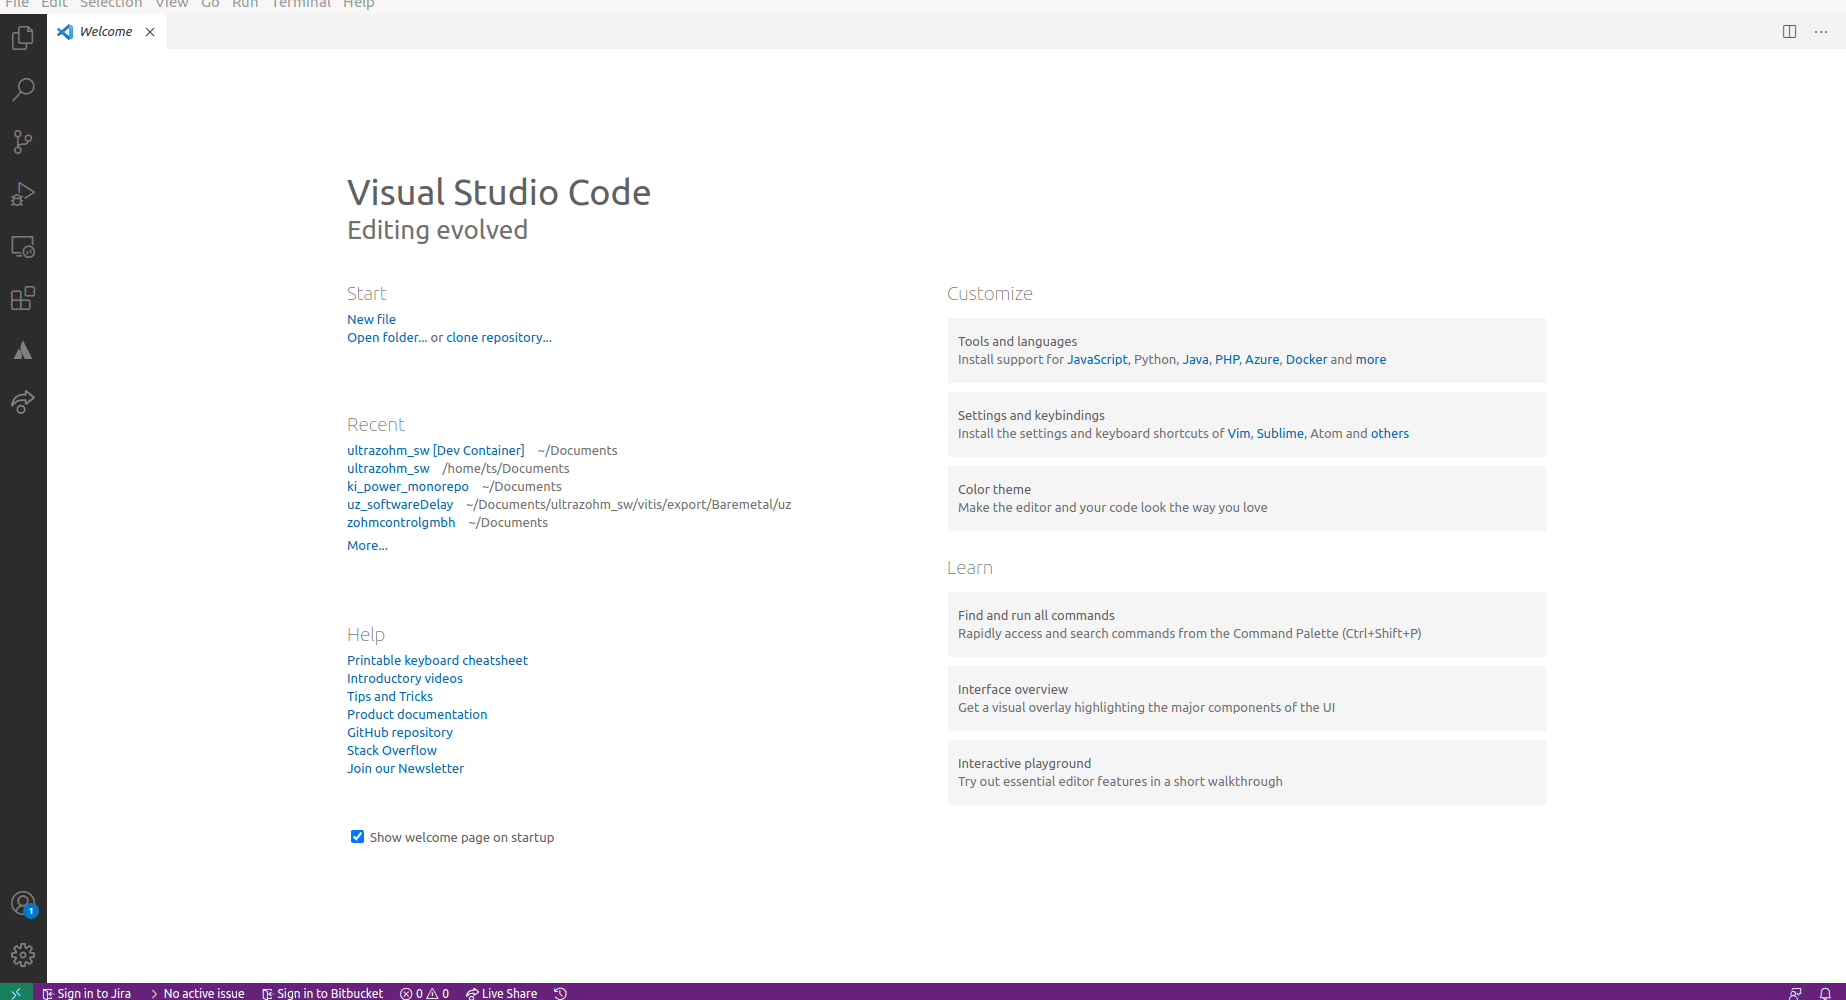 File Edit Selection View Go Run Terminal Help
Welcome
Visual Studio Code
Editing evolved
Start
New file
Open folder... or clone repository...
Recent
ultrazohm_sw [Dev Container] ~/Documents
ultrazohm_sw /home/ts/Documents
ki_power_monorepo ~/Documents
uz_softwareDelay ~/Documents/ultrazohm_sw/vitis/export/Baremetal/uz
zohmcontrolgmbh ~/Documents
More...
Help
Printable keyboard cheatsheet
Introductory videos
Tips and Tricks
Product documentation
GitHub repository
Stack Overflow
Join our Newsletter
Show welcome page on startup
Customize
Tools and languages
Install support for JavaScript, Python, Java, PHP, Azure, Docker and more
Settings and keybindings
Install the settings and keyboard shortcuts of Vim, Sublime, Atom and others
Color theme
Make the editor and your code look the way you love
Learn
Find and run all commands
Rapidly access and search commands from the Command Palette (Ctrl+Shift+P)
Interface overview
Get a visual overlay highlighting the major components of the UI
Interactive playground
Try out essential editor features in a short walkthrough
1
Sign in to Jira No active issue Sign in to Bitbucket 0 0 Live Share